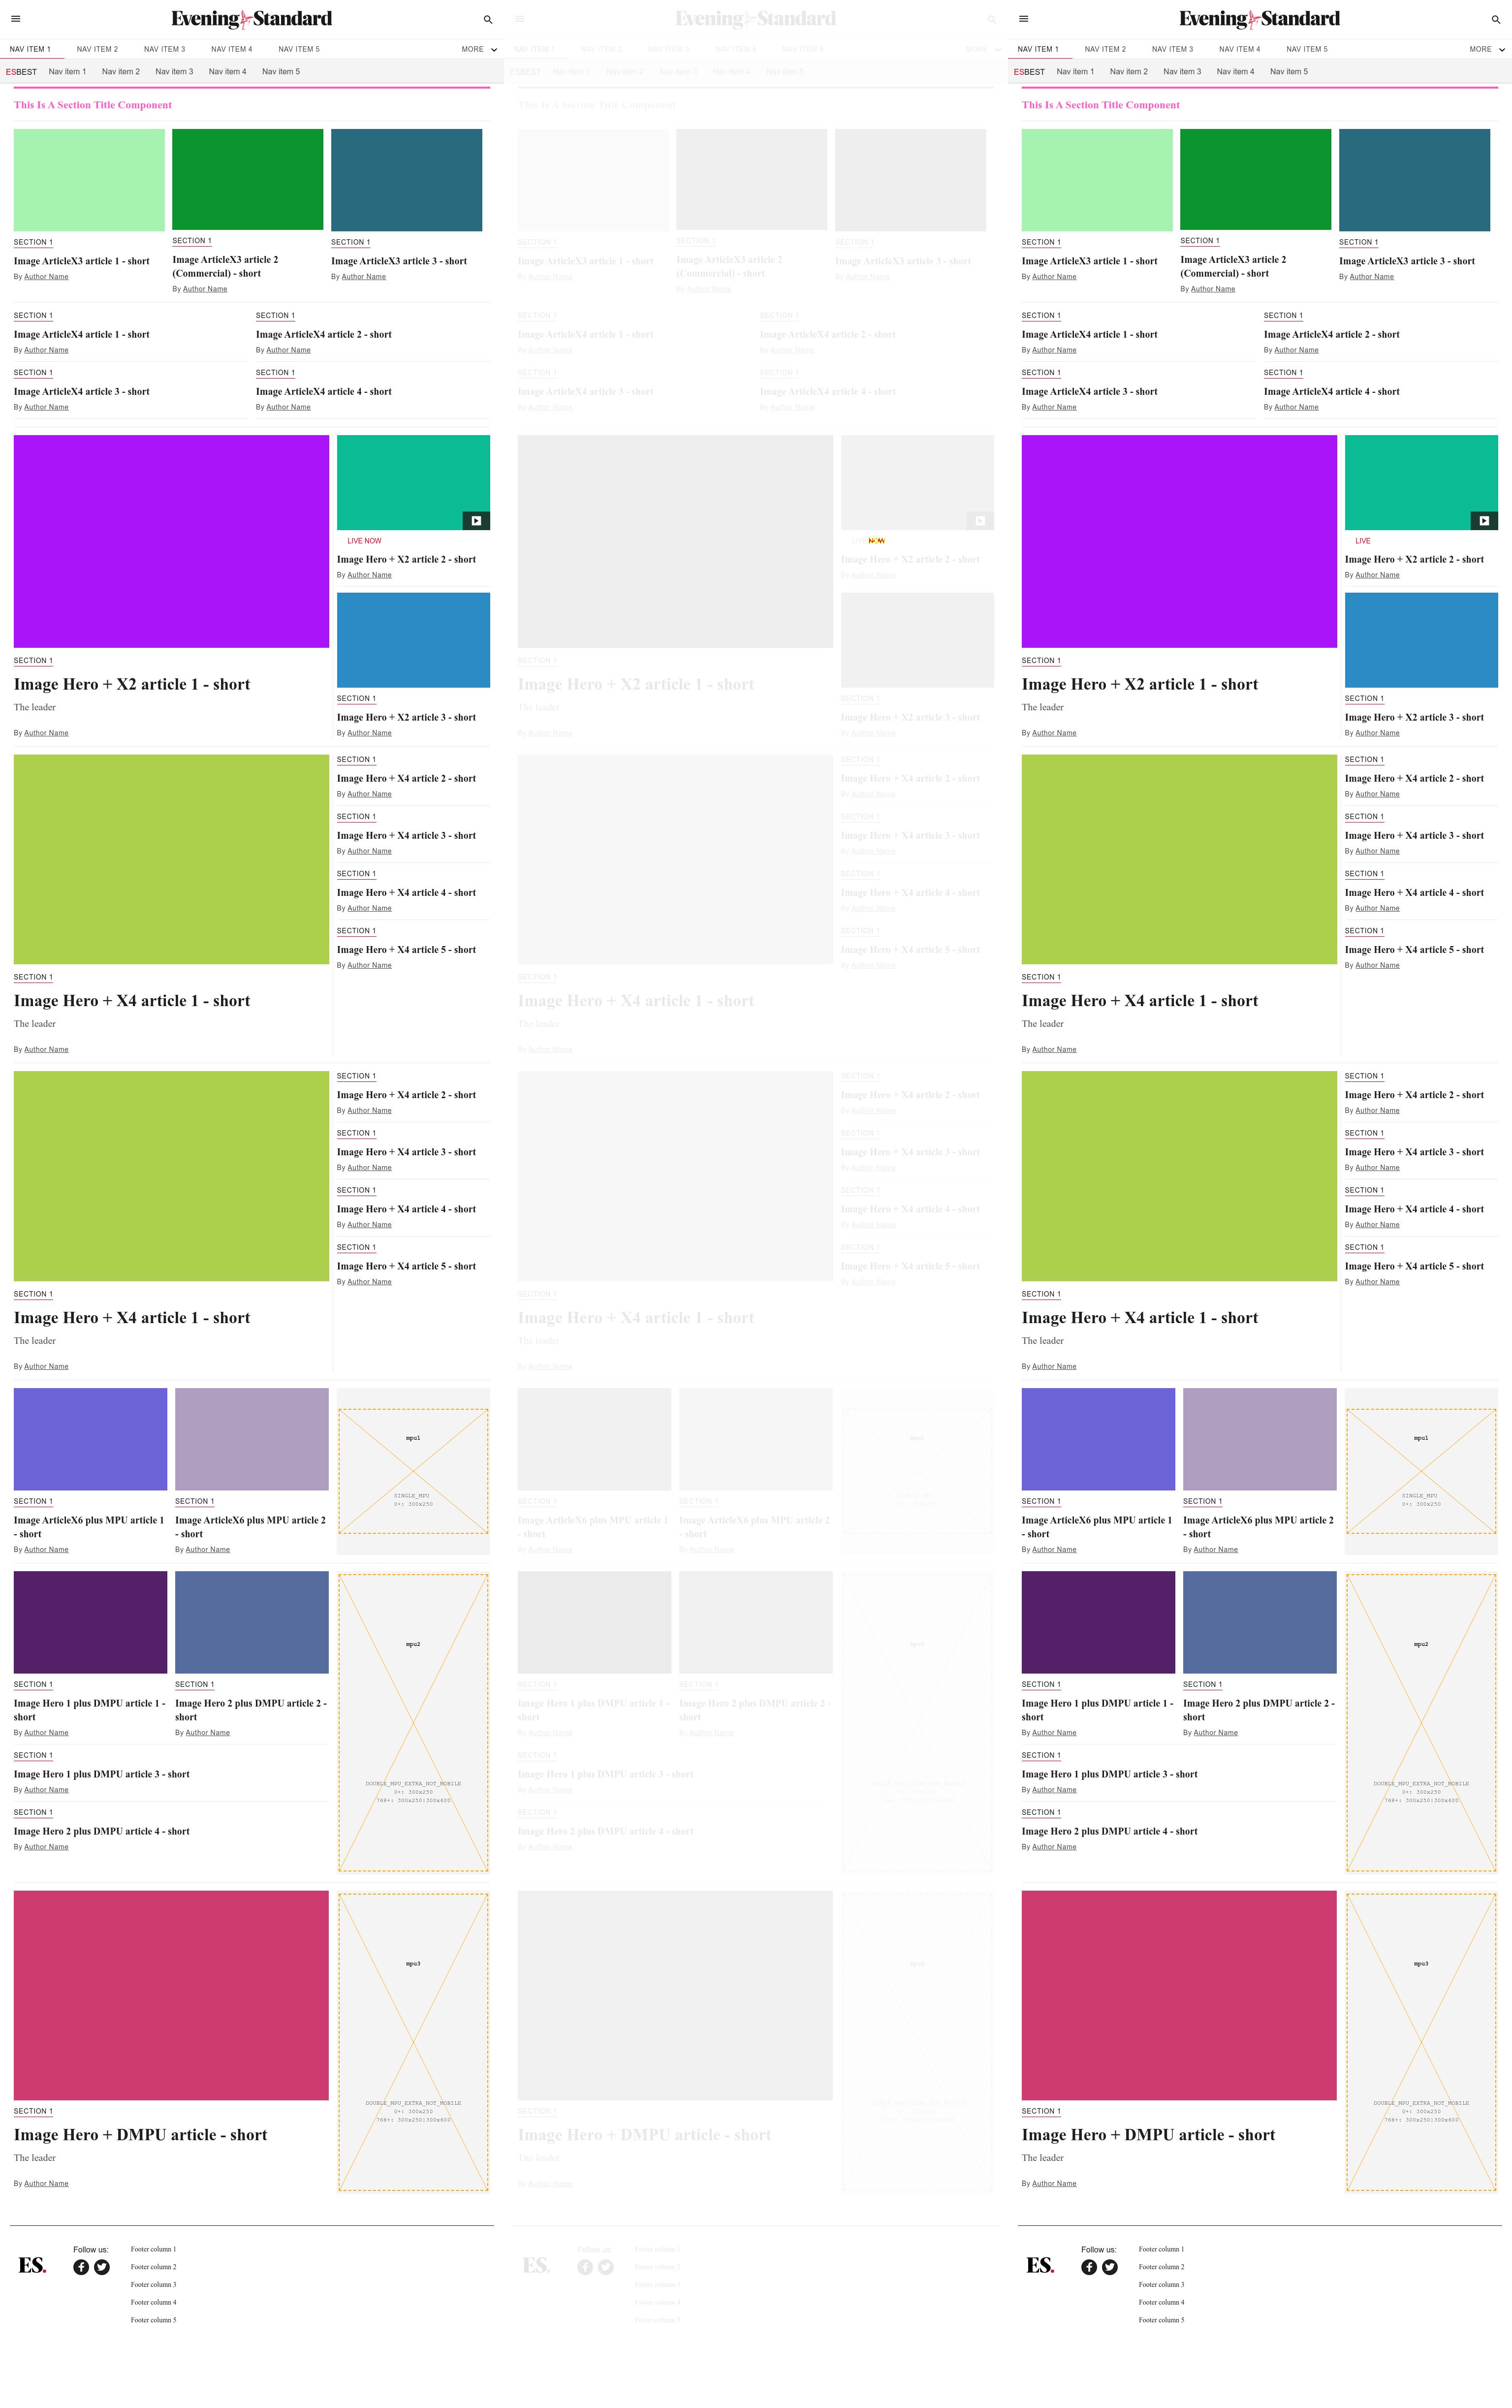 Evening Standard
NAV ITEM 1 NAV ITEM 2 NAV ITEM 3 NAV ITEM 4 NAV ITEM 5 MORE
ESBEST Nav item 1 Nav item 2 Nav item 3 Nav item 4 Nav item 5
This Is A Section Title Component
SECTION 1
Image ArticleX3 article 1 - short
By Author Name
SECTION 1
Image ArticleX3 article 2
(Commercial) - short
By Author Name
SECTION 1
Image ArticleX3 article 3 - short
By Author Name
SECTION 1
Image ArticleX4 article 1 - short
By Author Name
SECTION 1
Image ArticleX4 article 2 - short
By Author Name
SECTION 1
Image ArticleX4 article 3 - short
By Author Name
SECTION 1
Image ArticleX4 article 4 - short
By Author Name
SECTION 1
Image Hero + X2 article 1 - short
The leader
By Author Name
LIVE NOW
Image Hero + X2 article 2 - short
By Author Name
SECTION 1
Image Hero + X2 article 3 - short
By Author Name
SECTION 1
Image Hero + X4 article 1 - short
The leader
By Author Name
SECTION 1
Image Hero + X4 article 2 - short
By Author Name
SECTION 1
Image Hero + X4 article 3 - short
By Author Name
SECTION 1
Image Hero + X4 article 4 - short
By Author Name
SECTION 1
Image Hero + X4 article 5 - short
By Author Name
SECTION 1
Image Hero + X4 article 1 - short
The leader
By Author Name
SECTION 1
Image Hero + X4 article 2 - short
By Author Name
SECTION 1
Image Hero + X4 article 3 - short
By Author Name
SECTION 1
Image Hero + X4 article 4 - short
By Author Name
SECTION 1
Image Hero + X4 article 5 - short
By Author Name
SECTION 1
Image ArticleX6 plus MPU article 1
- short
By Author Name
SECTION 1
Image ArticleX6 plus MPU article 2
- short
By Author Name
mpu1
SINGLE_MPU
0+: 300x250
SECTION 1
Image Hero 1 plus DMPU article 1 -
short
By Author Name
SECTION 1
Image Hero 2 plus DMPU article 2 -
short
By Author Name
SECTION 1
Image Hero 1 plus DMPU article 3 - short
By Author Name
SECTION 1
Image Hero 2 plus DMPU article 4 - short
By Author Name
mpu2
DOUBLE_MPU_EXTRA_NOT_MOBILE
0+: 300x250
768+: 300x250|300x600
SECTION 1
Image Hero + DMPU article - short
The leader
By Author Name
mpu3
DOUBLE_MPU_EXTRA_NOT_MOBILE
0+: 300x250
768+: 300x250|300x600
ES.
Follow us:
Footer column 1
Footer column 2
Footer column 3
Footer column 4
Footer column 5
Evening Standard
NAV ITEM 1 NAV ITEM 2 NAV ITEM 3 NAV ITEM 4 NAV ITEM 5 MORE
ESBEST Nav item 1 Nav item 2 Nav item 3 Nav item 4 Nav item 5
This Is A Section Title Component
SECTION 1
Image ArticleX3 article 1 - short
By Author Name
SECTION 1
Image ArticleX3 article 2
(Commercial) - short
By Author Name
SECTION 1
Image ArticleX3 article 3 - short
By Author Name
SECTION 1
Image ArticleX4 article 1 - short
By Author Name
SECTION 1
Image ArticleX4 article 2 - short
By Author Name
SECTION 1
Image ArticleX4 article 3 - short
By Author Name
SECTION 1
Image ArticleX4 article 4 - short
By Author Name
SECTION 1
Image Hero + X2 article 1 - short
The leader
By Author Name
LIVE NOW
Image Hero + X2 article 2 - short
By Author Name
SECTION 1
Image Hero + X2 article 3 - short
By Author Name
SECTION 1
Image Hero + X4 article 1 - short
The leader
By Author Name
SECTION 1
Image Hero + X4 article 2 - short
By Author Name
SECTION 1
Image Hero + X4 article 3 - short
By Author Name
SECTION 1
Image Hero + X4 article 4 - short
By Author Name
SECTION 1
Image Hero + X4 article 5 - short
By Author Name
SECTION 1
Image Hero + X4 article 1 - short
The leader
By Author Name
SECTION 1
Image Hero + X4 article 2 - short
By Author Name
SECTION 1
Image Hero + X4 article 3 - short
By Author Name
SECTION 1
Image Hero + X4 article 4 - short
By Author Name
SECTION 1
Image Hero + X4 article 5 - short
By Author Name
SECTION 1
Image ArticleX6 plus MPU article 1
- short
By Author Name
SECTION 1
Image ArticleX6 plus MPU article 2
- short
By Author Name
SECTION 1
Image Hero 1 plus DMPU article 1 -
short
By Author Name
SECTION 1
Image Hero 2 plus DMPU article 2 -
short
By Author Name
SECTION 1
Image Hero 1 plus DMPU article 3 - short
By Author Name
SECTION 1
Image Hero 2 plus DMPU article 4 - short
By Author Name
SECTION 1
Image Hero + DMPU article - short
The leader
By Author Name
ES.
Follow us:
Footer column 1
Footer column 2
Footer column 3
Footer column 4
Footer column 5
Evening Standard
NAV ITEM 1 NAV ITEM 2 NAV ITEM 3 NAV ITEM 4 NAV ITEM 5 MORE
ESBEST Nav item 1 Nav item 2 Nav item 3 Nav item 4 Nav item 5
This Is A Section Title Component
SECTION 1
Image ArticleX3 article 1 - short
By Author Name
SECTION 1
Image ArticleX3 article 2
(Commercial) - short
By Author Name
SECTION 1
Image ArticleX3 article 3 - short
By Author Name
SECTION 1
Image ArticleX4 article 1 - short
By Author Name
SECTION 1
Image ArticleX4 article 2 - short
By Author Name
SECTION 1
Image ArticleX4 article 3 - short
By Author Name
SECTION 1
Image ArticleX4 article 4 - short
By Author Name
SECTION 1
Image Hero + X2 article 1 - short
The leader
By Author Name
LIVE
Image Hero + X2 article 2 - short
By Author Name
SECTION 1
Image Hero + X2 article 3 - short
By Author Name
SECTION 1
Image Hero + X4 article 1 - short
The leader
By Author Name
SECTION 1
Image Hero + X4 article 2 - short
By Author Name
SECTION 1
Image Hero + X4 article 3 - short
By Author Name
SECTION 1
Image Hero + X4 article 4 - short
By Author Name
SECTION 1
Image Hero + X4 article 5 - short
By Author Name
SECTION 1
Image Hero + X4 article 1 - short
The leader
By Author Name
SECTION 1
Image Hero + X4 article 2 - short
By Author Name
SECTION 1
Image Hero + X4 article 3 - short
By Author Name
SECTION 1
Image Hero + X4 article 4 - short
By Author Name
SECTION 1
Image Hero + X4 article 5 - short
By Author Name
SECTION 1
Image ArticleX6 plus MPU article 1
- short
By Author Name
SECTION 1
Image ArticleX6 plus MPU article 2
- short
By Author Name
mpu1
SINGLE_MPU
0+: 300x250
SECTION 1
Image Hero 1 plus DMPU article 1 -
short
By Author Name
SECTION 1
Image Hero 2 plus DMPU article 2 -
short
By Author Name
SECTION 1
Image Hero 1 plus DMPU article 3 - short
By Author Name
SECTION 1
Image Hero 2 plus DMPU article 4 - short
By Author Name
mpu2
DOUBLE_MPU_EXTRA_NOT_MOBILE
0+: 300x250
768+: 300x250|300x600
SECTION 1
Image Hero + DMPU article - short
The leader
By Author Name
mpu3
DOUBLE_MPU_EXTRA_NOT_MOBILE
0+: 300x250
768+: 300x250|300x600
ES.
Follow us:
Footer column 1
Footer column 2
Footer column 3
Footer column 4
Footer column 5